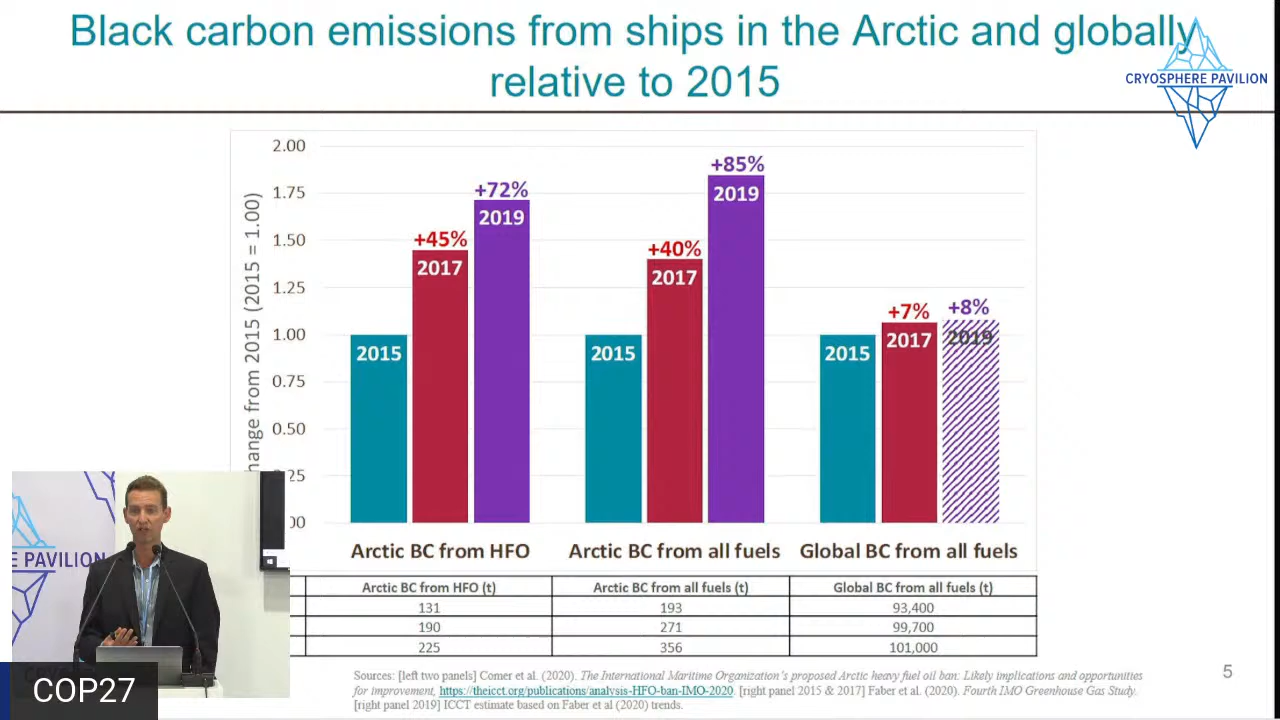 Black carbon emissions from ships in the Arctic and globally
relative to 2015
CRYOSPHERE PAVILION
hange from 2015 (2015 = 1.00)
2.00
1.75
1.50
1.25
1.00
0.75
0.50
25
00
2015
+45%
2017
+72%
2019
2015
+40%
2017
+85%
2019
2015
+7%
2017
+8%
2019
Arctic BC from HFO
Arctic BC from all fuels
Global BC from all fuels
Arctic BC from HFO (t) Arctic BC from all fuels (t) Global BC from all fuels (t)
131 193 93,400
190 271 99,700
225 356 101,000
Sources: [left two panels] Comer et al. (2020). The International Maritime Organization's proposed Arctic heavy fuel oil ban: Likely implications and opportunities
for improvement, https://theicct.org/publications/analysis-HFO-ban-IMO-2020. [right panel 2015 & 2017] Faber et al. (2020). Fourth IMO Greenhouse Gas Study.
[right panel 2019] ICCT estimate based on Faber et al (2020) trends.
5
E PAVILION
COP27